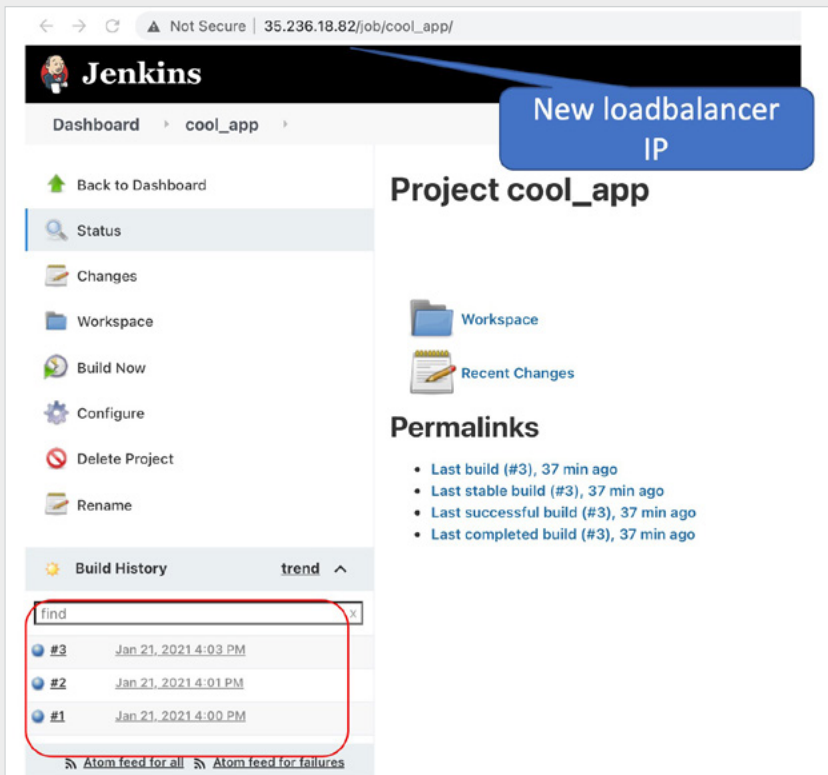 Not Secure | 35.236.18.82/job/cool_app/
Jenkins
New loadbalancer
IP
Dashboard cool_app
Back to Dashboard
Status
Changes
Workspace
Build Now
Configure
Delete Project
Rename
Project cool_app
Workspace
Recent Changes
Permalinks
Last build (#3), 37 min ago
Last stable build (#3), 37 min ago
Last successful build (#3), 37 min ago
Last completed build (#3), 37 min ago
Build History trend
find x
#3 Jan 21, 2021 4:03 PM
#2 Jan 21, 2021 4:01 PM
#1 Jan 21, 2021 4:00 PM
Atom feed for all Atom feed for failures